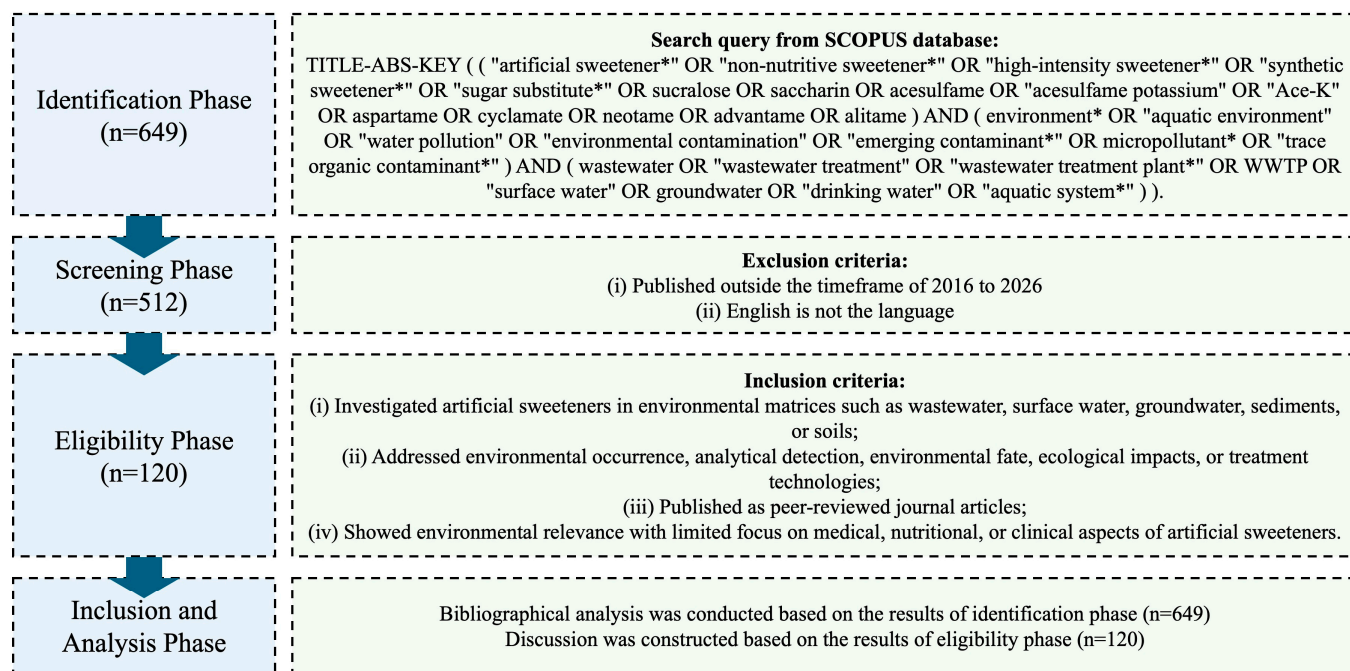 Identification Phase
(n=649)
Search query from SCOPUS database:
TITLE-ABS-KEY ( ( "artificial sweetener*" OR "non-nutritive sweetener*" OR "high-intensity sweetener*" OR "synthetic
sweetener*" OR "sugar substitute*" OR sucralose OR saccharin OR acesulfame OR "acesulfame potassium" OR "Ace-K"
OR aspartame OR cyclamate OR neotame OR advantame OR alitame ) AND ( environment* OR "aquatic environment"
OR "water pollution" OR "environmental contamination" OR "emerging contaminant*" OR micropollutant* OR "trace
organic contaminant*" ) AND ( wastewater OR "wastewater treatment" OR "wastewater treatment plant*" OR WWTP OR
"surface water" OR groundwater OR "drinking water" OR "aquatic system*" ) ).
Screening Phase
(n=512)
Exclusion criteria:
(i) Published outside the timeframe of 2016 to 2026
(ii) English is not the language
Eligibility Phase
(n=120)
Inclusion criteria:
(i) Investigated artificial sweeteners in environmental matrices such as wastewater, surface water, groundwater, sediments,
or soils;
(ii) Addressed environmental occurrence, analytical detection, environmental fate, ecological impacts, or treatment
technologies;
(iii) Published as peer-reviewed journal articles;
(iv) Showed environmental relevance with limited focus on medical, nutritional, or clinical aspects of artificial sweeteners.
Inclusion and
Analysis Phase
Bibliographical analysis was conducted based on the results of identification phase (n=649)
Discussion was constructed based on the results of eligibility phase (n=120)